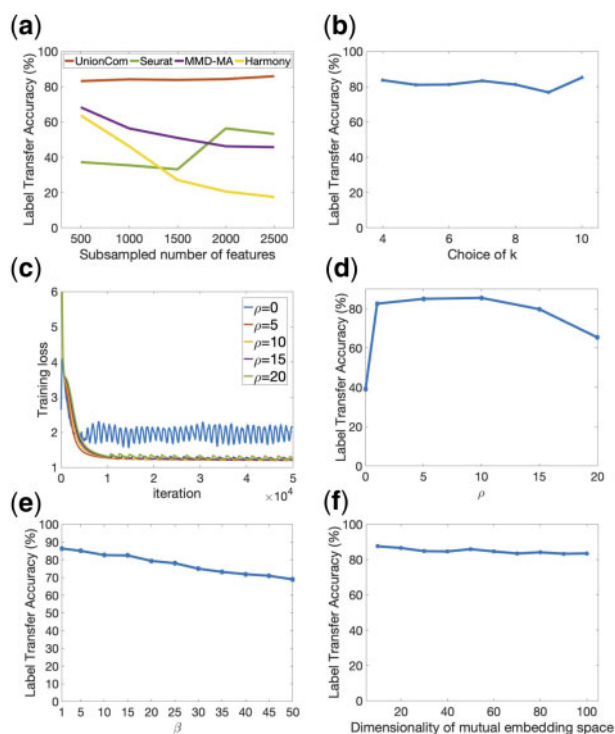 (a)
UnionCom Seurat MMD-MA Harmony
Label Transfer Accuracy (%)
100
80
60
40
20
0
500 1000 1500 2000 2500
Subsampled number of features
(b)
Label Transfer Accuracy (%)
100
80
60
40
20
0
4 6 8 10
Choice of k
(c)
Training loss
6
5
4
3
2
1
ρ=0
ρ=5
ρ=10
ρ=15
ρ=20
0 1 2 3 4 5
iteration
×10⁴
(d)
Label Transfer Accuracy (%)
80
60
40
20
0
0 5 10 15 20
ρ
(e)
Label Transfer Accuracy (%)
100
90
80
70
60
50
40
30
20
10
0
1 5 10 15 20 25 30 35 40 45 50
β
(f)
Label Transfer Accuracy (%)
100
80
60
40
20
0
20 40 60 80 100
Dimensionality of mutual embedding space